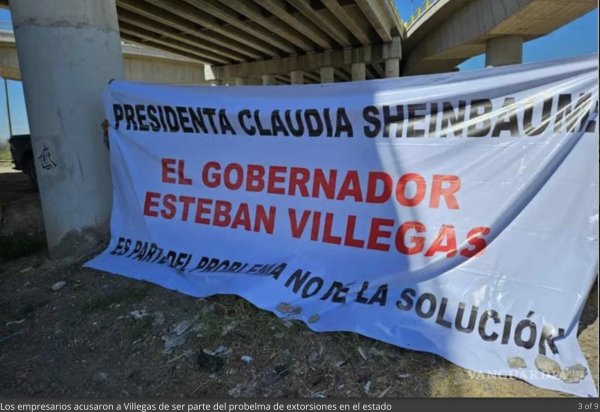 PRESIDENTA CLAUDIA SHEINBAUM:
EL GOBERNADOR
ESTEBAN VILLEGAS
ES PARTE DEL PROBLEMA NO DE LA SOLUCIÓN
VANGUARDIA
Los empresarios acusaron a Villegas de ser parte del probelma de extorsiones en el estado
3 of 9